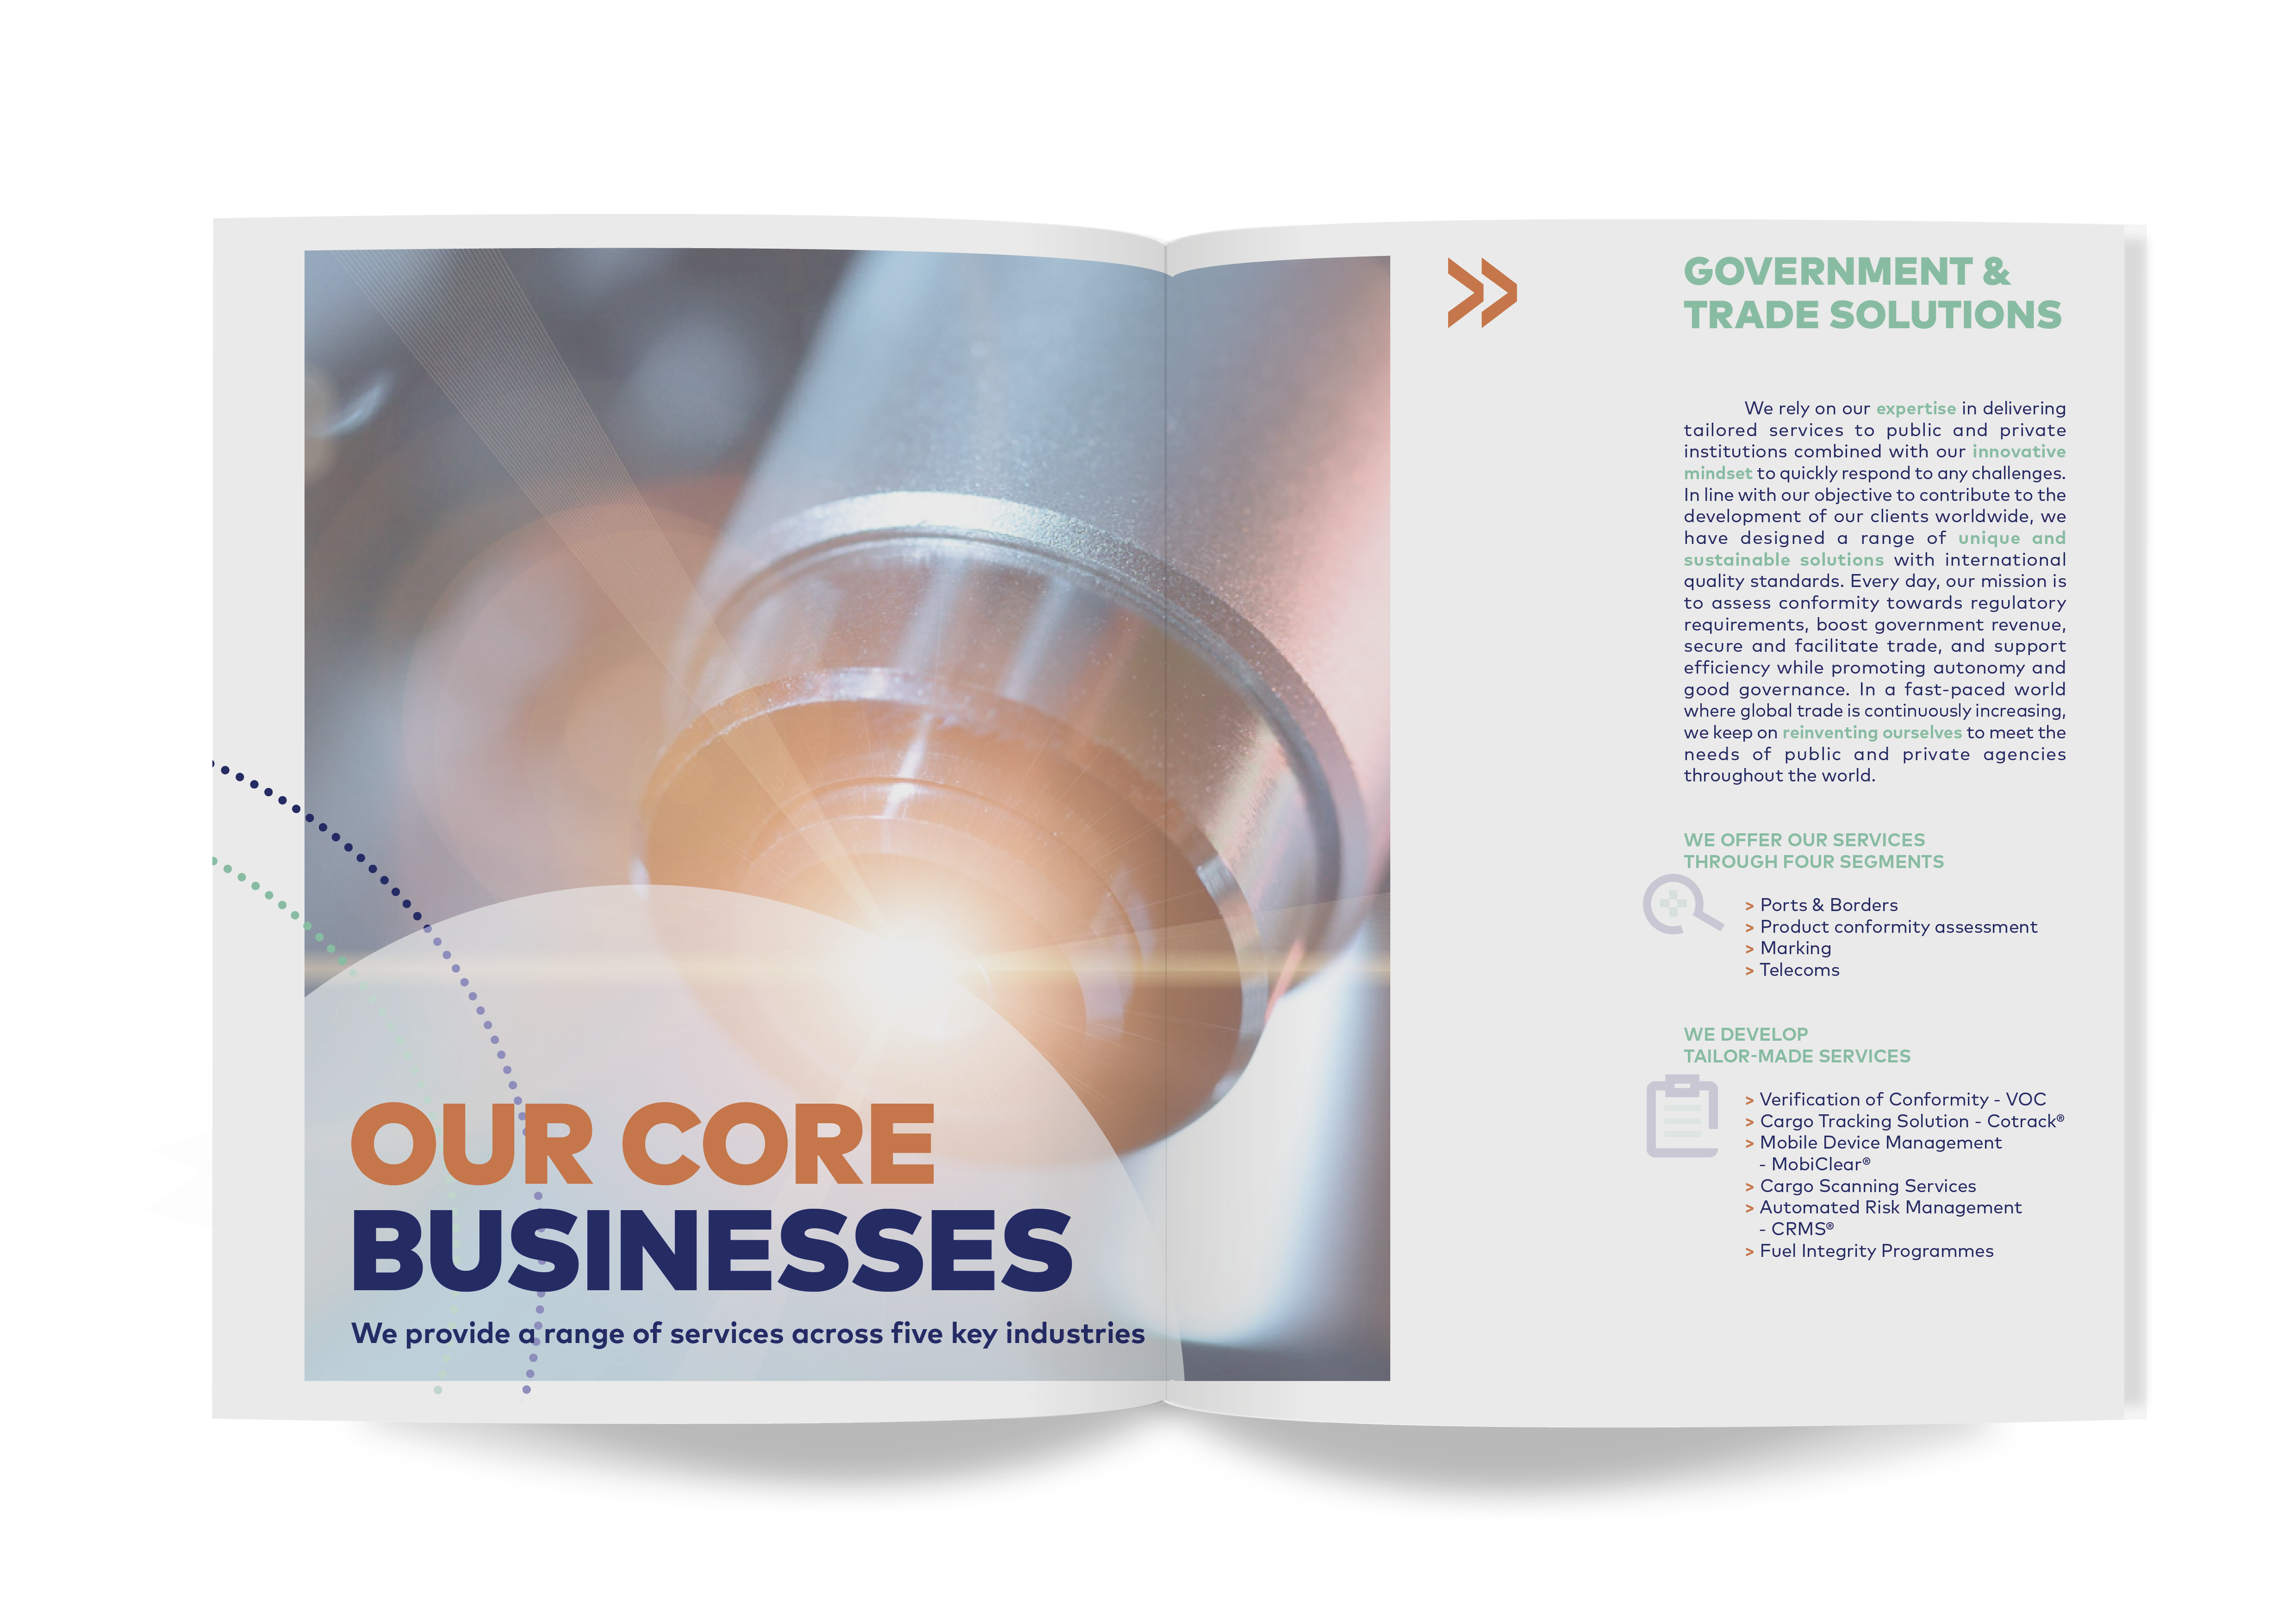 OUR CORE
BUSINESSES
We provide a range of services across five key industries
GOVERNMENT &
TRADE SOLUTIONS
We rely on our expertise in delivering
tailored services to public and private
institutions combined with our innovative
mindset to quickly respond to any challenges.
In line with our objective to contribute to the
development of our clients worldwide, we
have designed a range of unique and
sustainable solutions with international
quality standards. Every day, our mission is
to assess conformity towards regulatory
requirements, boost government revenue,
secure and facilitate trade, and support
efficiency while promoting autonomy and
good governance. In a fast-paced world
where global trade is continuously increasing,
we keep on reinventing ourselves to meet the
needs of public and private agencies
throughout the world.
WE OFFER OUR SERVICES
THROUGH FOUR SEGMENTS
> Ports & Borders
> Product conformity assessment
> Marking
> Telecoms
WE DEVELOP
TAILOR-MADE SERVICES
> Verification of Conformity - VOC
> Cargo Tracking Solution - Cotrack®
> Mobile Device Management
- MobiClear®
> Cargo Scanning Services
> Automated Risk Management
- CRMS®
> Fuel Integrity Programmes